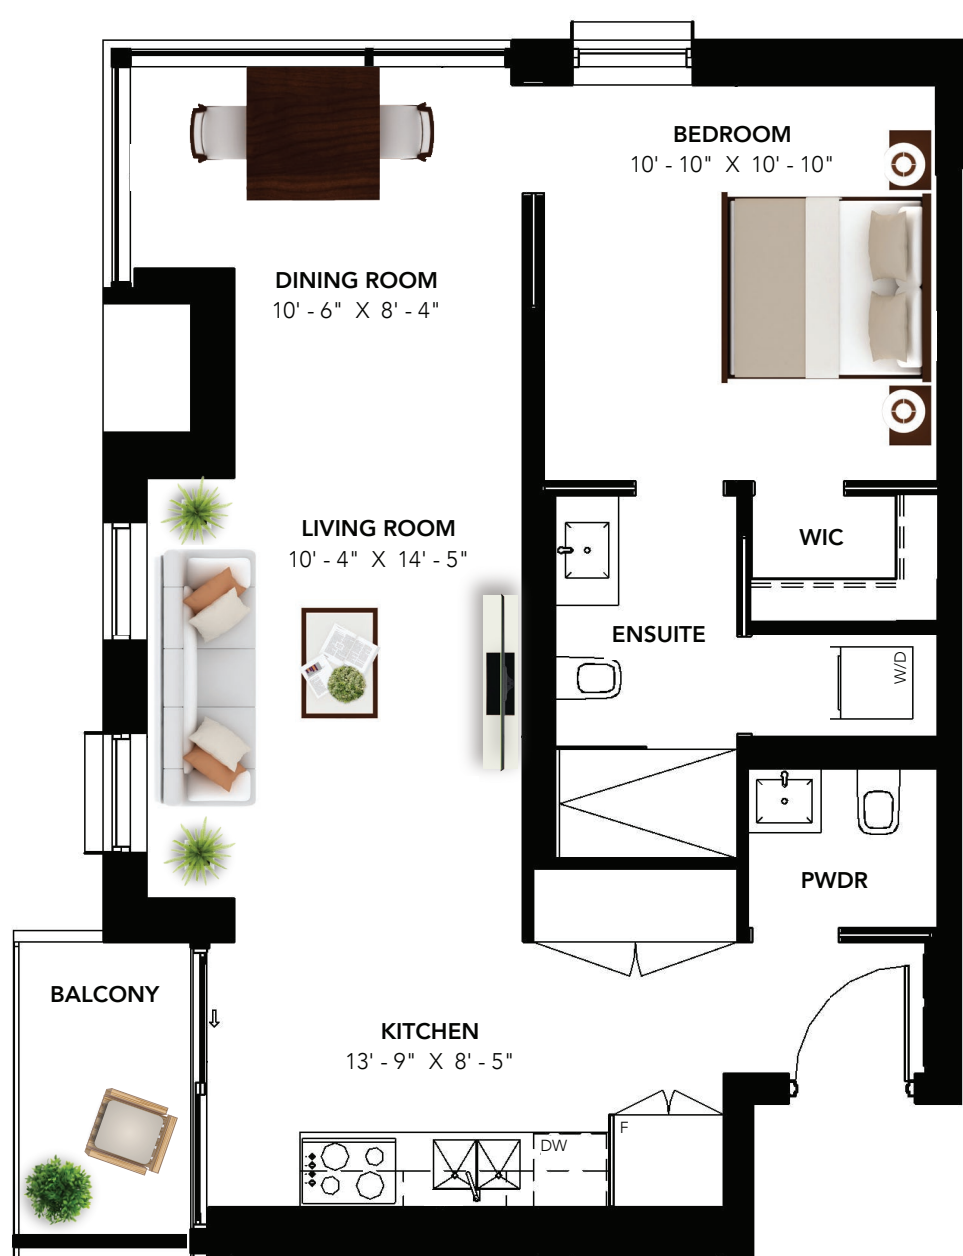 BEDROOM
10' - 10" X 10' - 10"
DINING ROOM
10' - 6" X 8' - 4"
LIVING ROOM
10' - 4" X 14' - 5"
WIC
ENSUITE
W/D
PWDR
BALCONY
KITCHEN
13' - 9" X 8' - 5"
F
DW